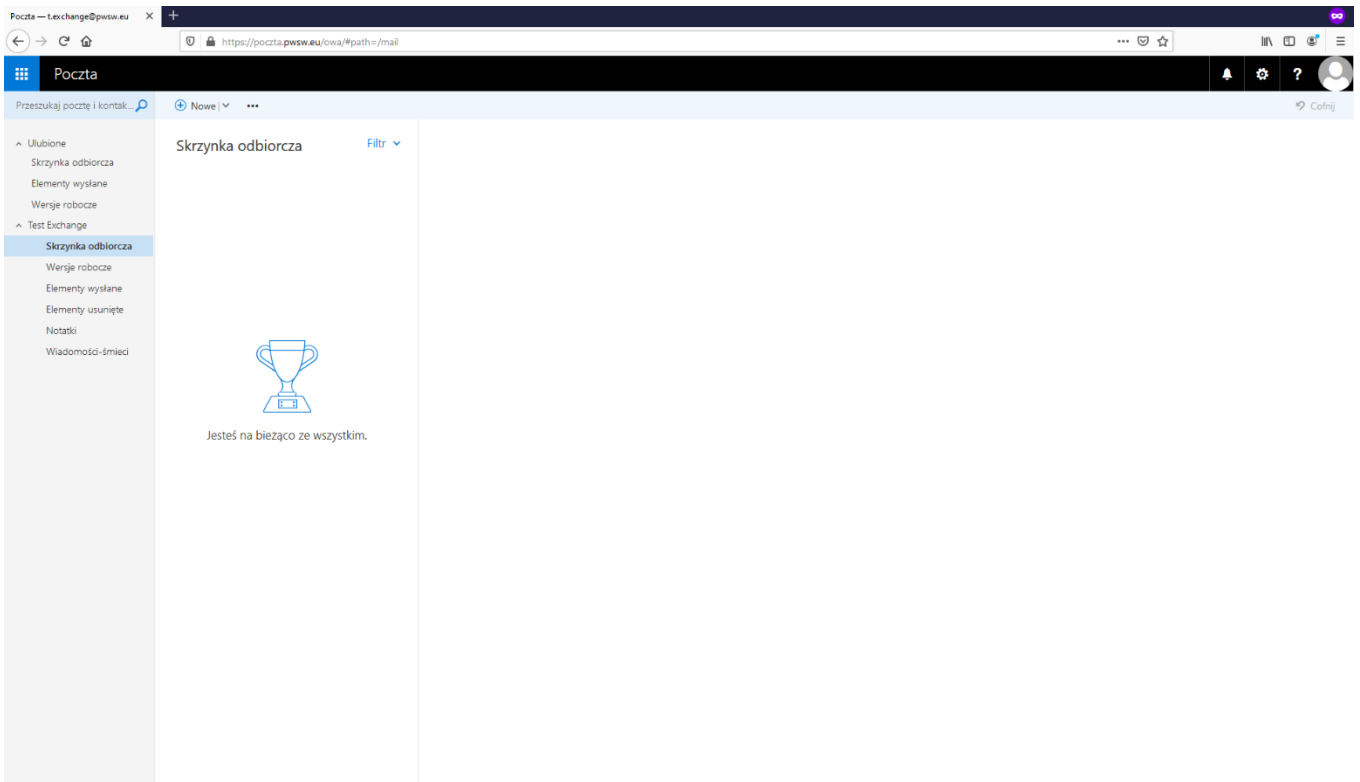 Poczta — t.exchange@pwsw.eu
https://poczta.pwsw.eu/owa/#path=/mail
Poczta
?
Przeszukaj pocztę i kontak...
Nowe
Cofnij
Ulubione
Skrzynka odbiorcza
Elementy wysłane
Wersje robocze
Test Exchange
Skrzynka odbiorcza
Wersje robocze
Elementy wysłane
Elementy usunięte
Notatki
Wiadomości-śmieci
Skrzynka odbiorcza
Filtr
Jesteś na bieżąco ze wszystkim.